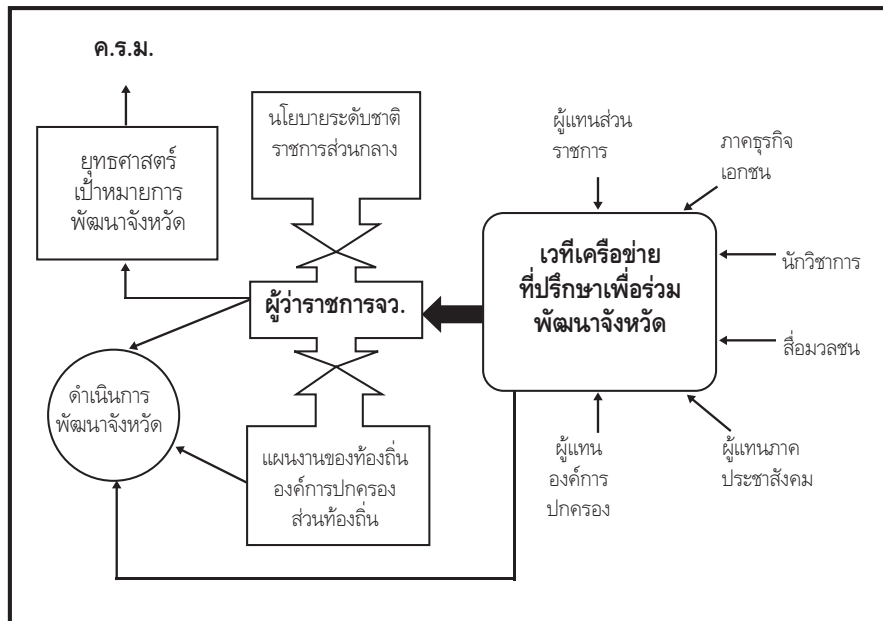 ค.ร.ม.
ยุทธศาสตร์
เป้าหมายการ
พัฒนาจังหวัด
นโยบายระดับชาติ
ราชการส่วนกลาง
ผู้ว่าราชการจว.
ดำเนินการ
พัฒนาจังหวัด
แผนงานของท้องถิ่น
องค์การปกครอง
ส่วนท้องถิ่น
ผู้แทนส่วน
ราชการ
ภาคธุรกิจ
เอกชน
เวทีเครือข่าย
ที่ปรึกษาเพื่อร่วม
พัฒนาจังหวัด
นักวิชาการ
สื่อมวลชน
ผู้แทน
องค์การ
ปกครอง
ผู้แทนภาค
ประชาสังคม